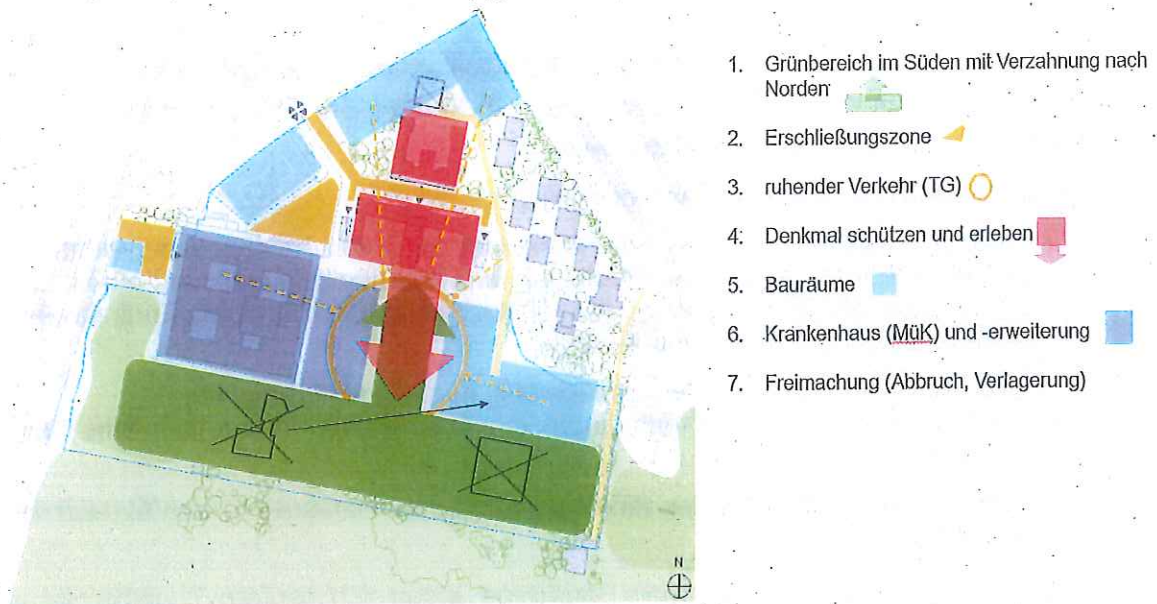 1. Grünbereich im Süden mit Verzahnung nach
Norden
2. Erschließungszone
3. ruhender Verkehr (TG)
4. Denkmal schützen und erleben
5. Bauräume
6. Krankenhaus (MüK) und -erweiterung
7. Freimachung (Abbruch, Verlagerung)
N